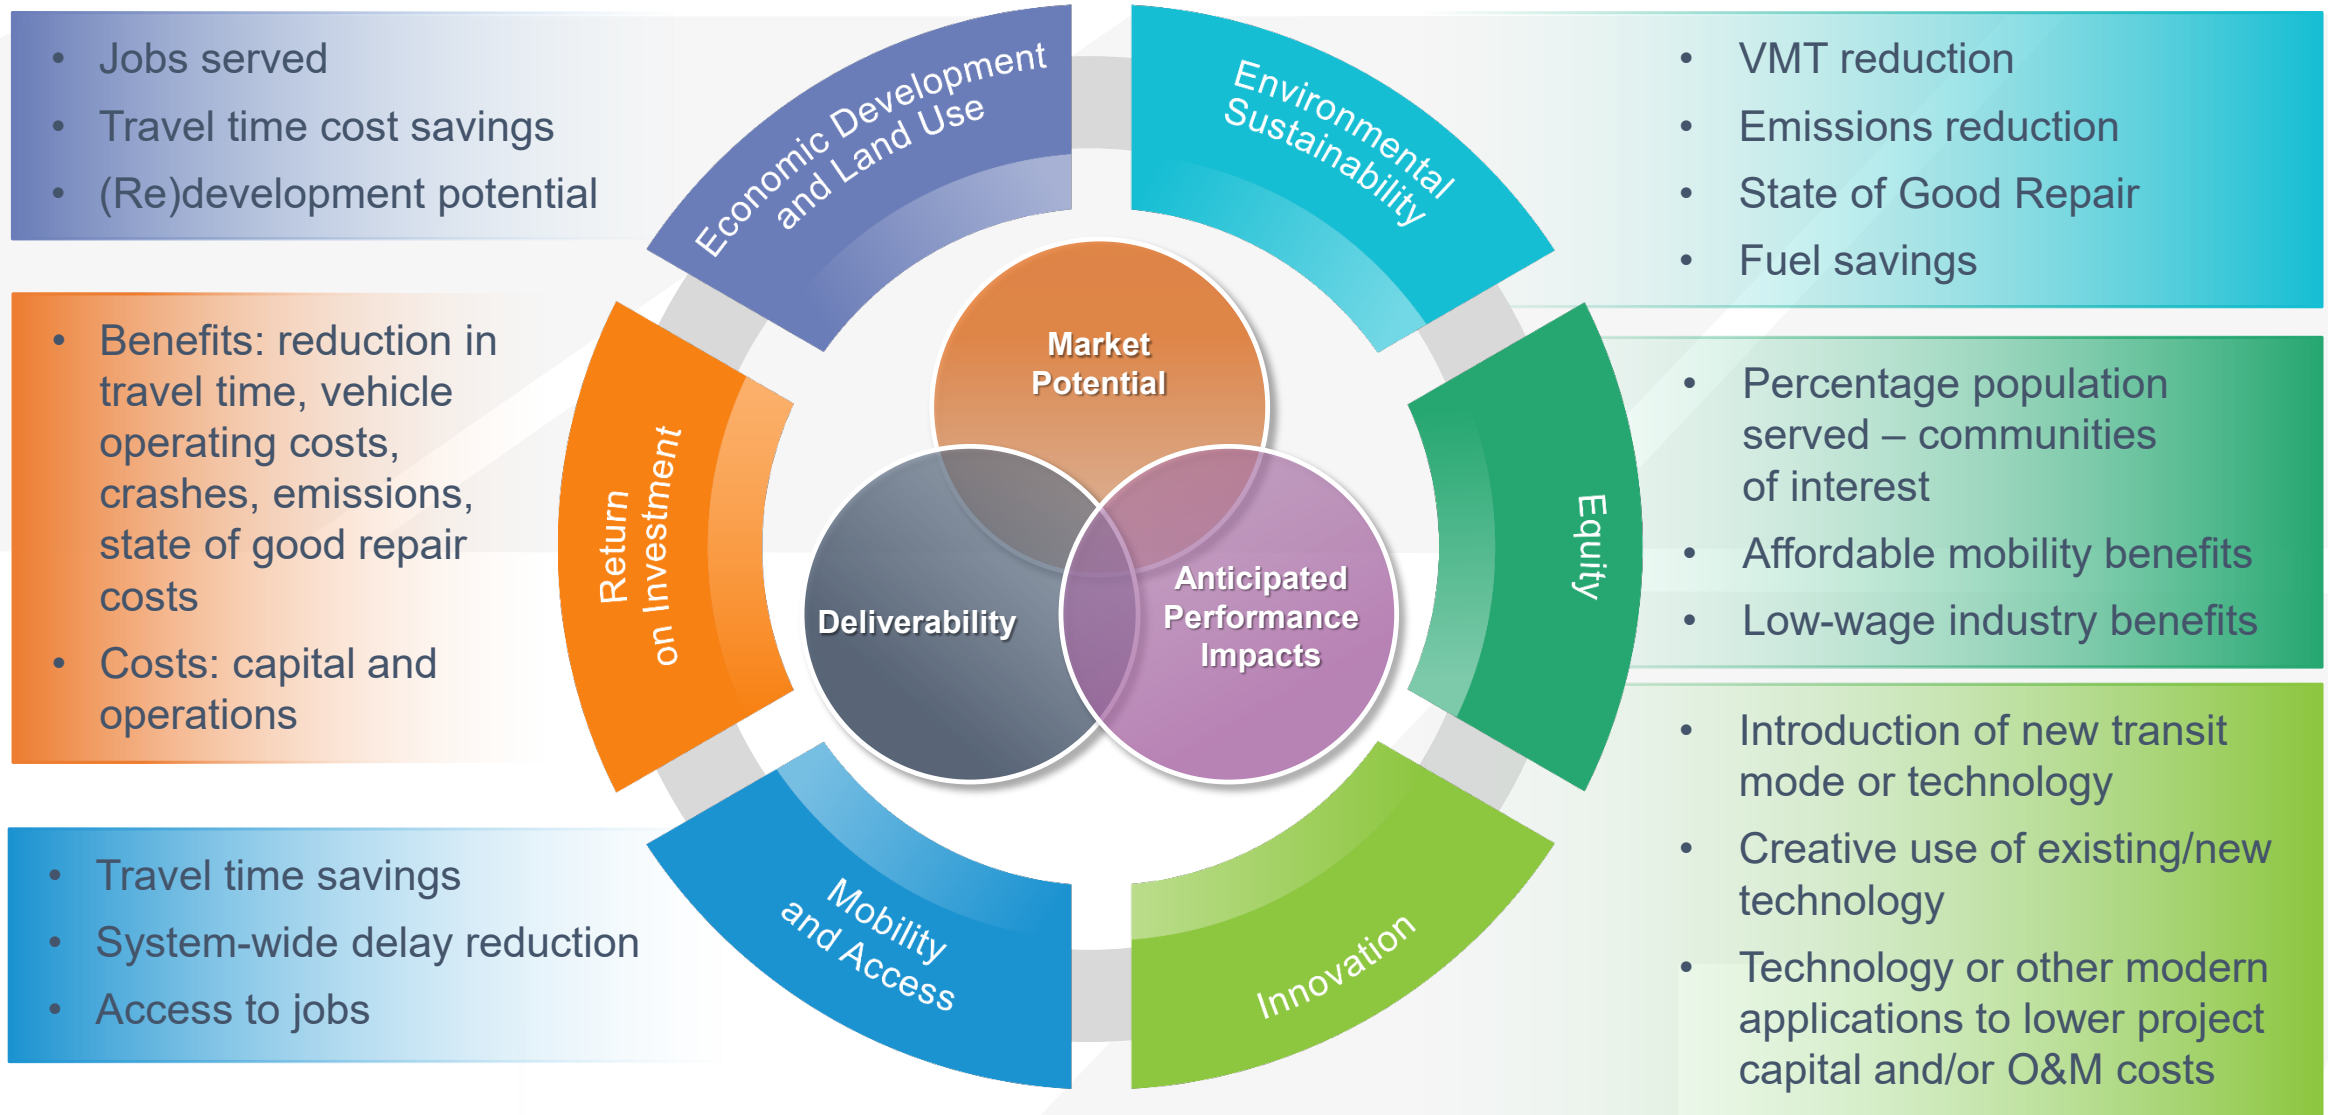 • Jobs served
• Travel time cost savings
• (Re)development potential
• Benefits: reduction in
travel time, vehicle
operating costs,
crashes, emissions,
state of good repair
costs
• Costs: capital and
operations
• Travel time savings
• System-wide delay reduction
• Access to jobs
Economic Development
and Land Use
Return
on Investment
Mobility
and Access
Market
Potential
Deliverability
Anticipated
Performance
Impacts
Environmental
Sustainability
Equity
Innovation
• VMT reduction
• Emissions reduction
• State of Good Repair
• Fuel savings
• Percentage population
served – communities
of interest
• Affordable mobility benefits
• Low-wage industry benefits
• Introduction of new transit
mode or technology
• Creative use of existing/new
technology
• Technology or other modern
applications to lower project
capital and/or O&M costs